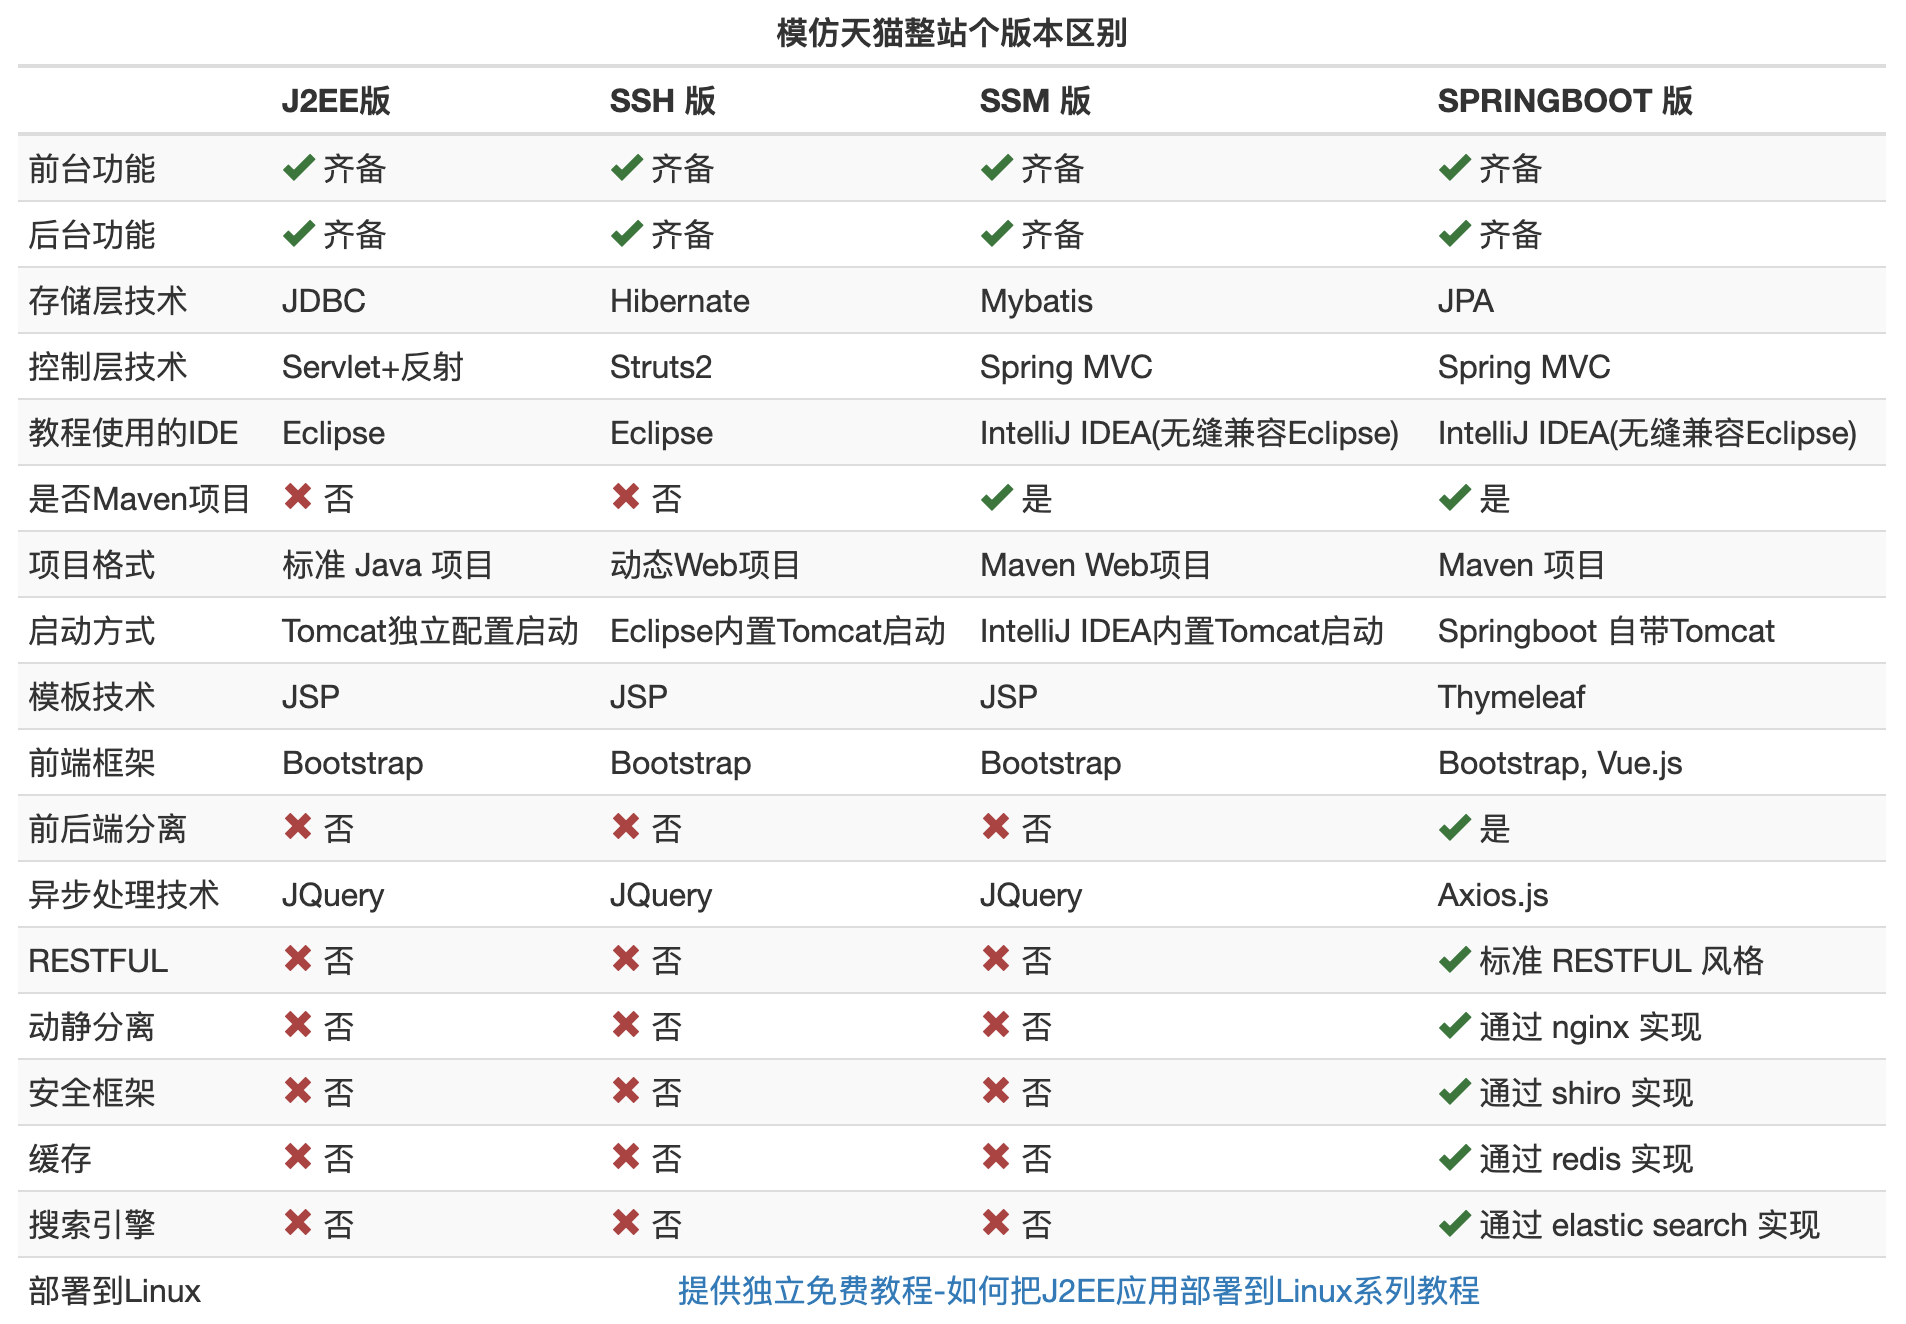 模仿天猫整站个版本区别
J2EE版 SSH 版 SSM 版 SPRINGBOOT 版
前台功能 ✔ 齐备 ✔ 齐备 ✔ 齐备 ✔ 齐备
后台功能 ✔ 齐备 ✔ 齐备 ✔ 齐备 ✔ 齐备
存储层技术 JDBC Hibernate Mybatis JPA
控制层技术 Servlet+反射 Struts2 Spring MVC Spring MVC
教程使用的IDE Eclipse Eclipse IntelliJ IDEA(无缝兼容Eclipse) IntelliJ IDEA(无缝兼容Eclipse)
是否Maven项目 ✖ 否 ✖ 否 ✔ 是 ✔ 是
项目格式 标准 Java 项目 动态Web项目 Maven Web项目 Maven 项目
启动方式 Tomcat独立配置启动 Eclipse内置Tomcat启动 IntelliJ IDEA内置Tomcat启动 Springboot 自带Tomcat
模板技术 JSP JSP JSP Thymeleaf
前端框架 Bootstrap Bootstrap Bootstrap Bootstrap, Vue.js
前后端分离 ✖ 否 ✖ 否 ✖ 否 ✔ 是
异步处理技术 JQuery JQuery JQuery Axios.js
RESTFUL ✖ 否 ✖ 否 ✖ 否 ✔ 标准 RESTFUL 风格
动静分离 ✖ 否 ✖ 否 ✖ 否 ✔ 通过 nginx 实现
安全框架 ✖ 否 ✖ 否 ✖ 否 ✔ 通过 shiro 实现
缓存 ✖ 否 ✖ 否 ✖ 否 ✔ 通过 redis 实现
搜索引擎 ✖ 否 ✖ 否 ✖ 否 ✔ 通过 elastic search 实现
部署到Linux 提供独立免费教程-如何把J2EE应用部署到Linux系列教程